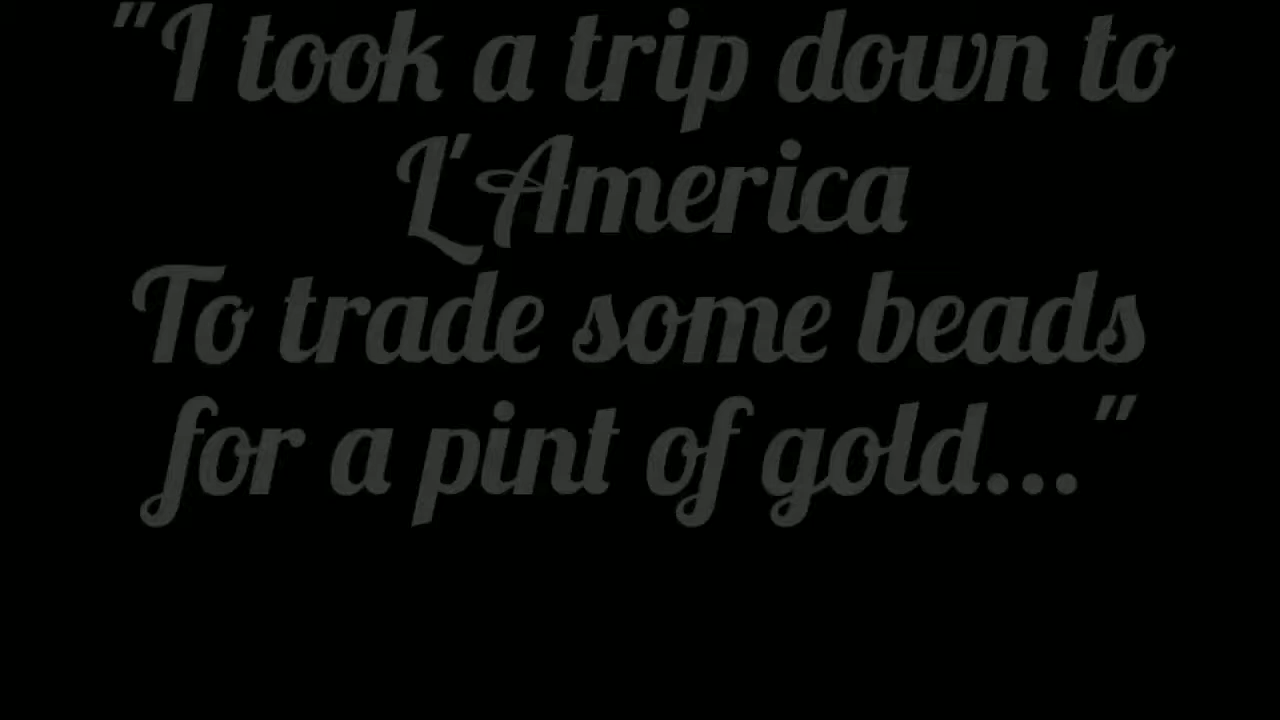 "I took a trip down to
L'America
To trade some beads
for a pint of gold..."